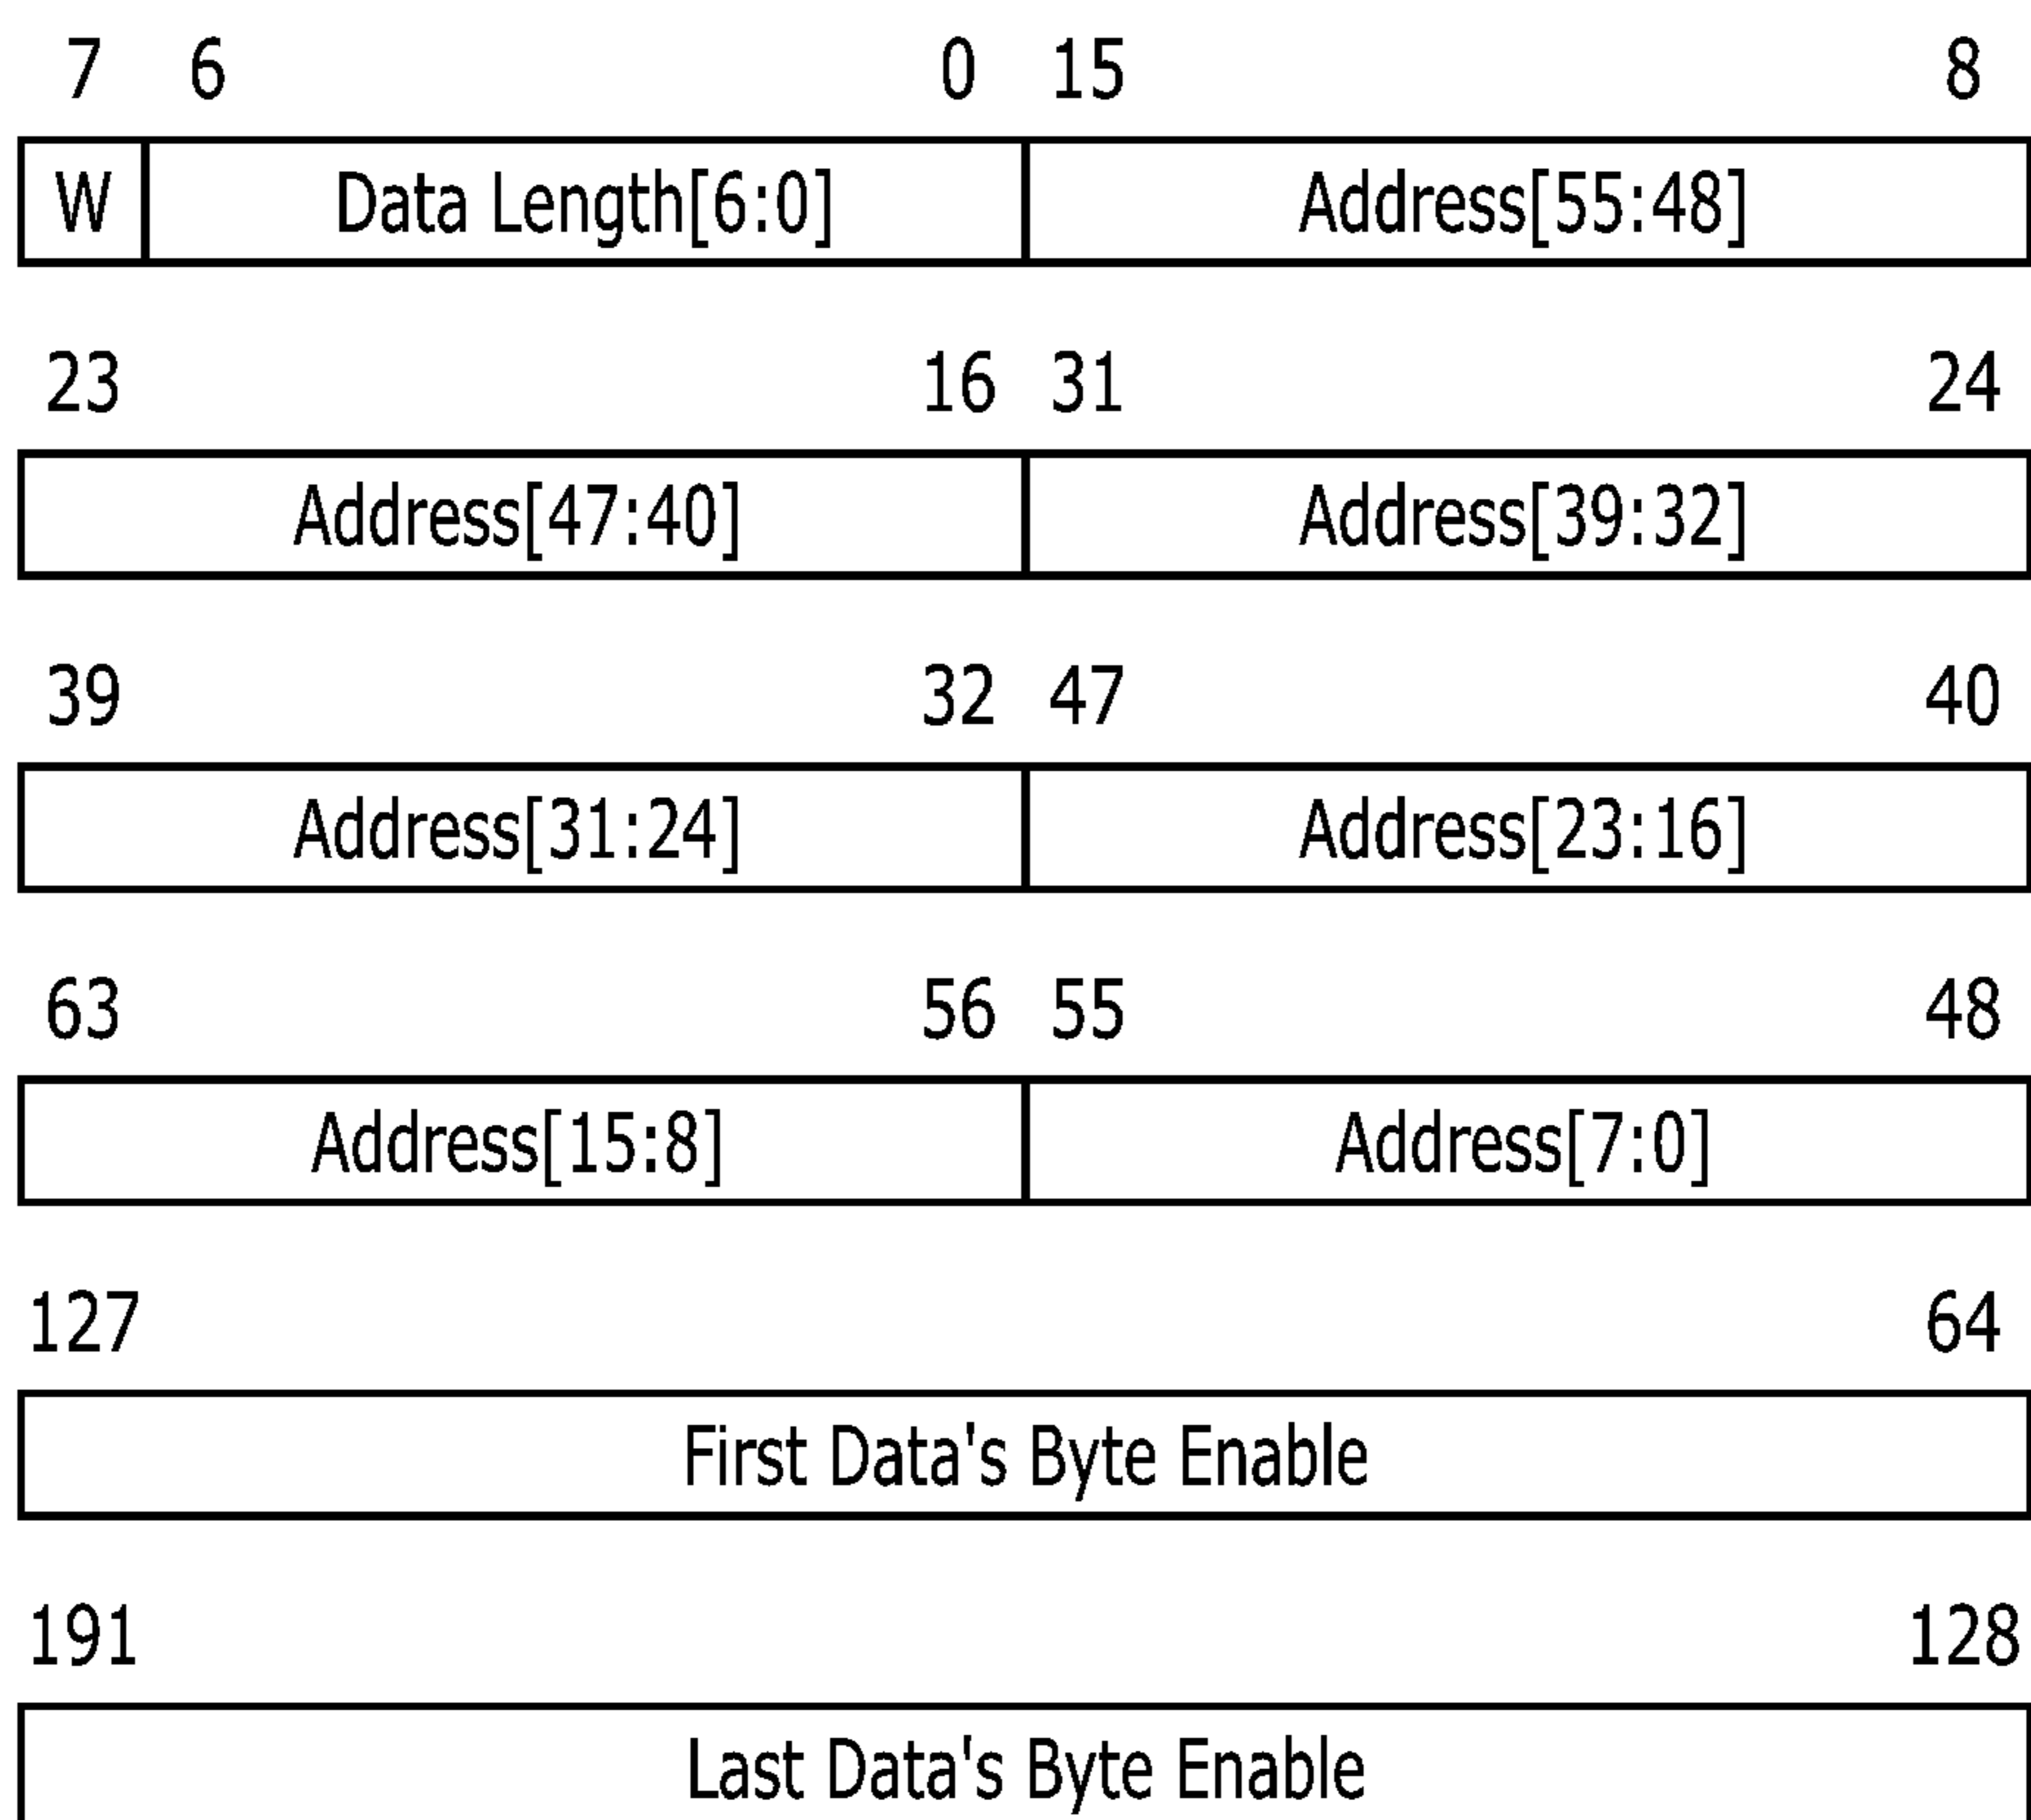 7 6 0 15 8
W Data Length[6:0] Address[55:48]
23 16 31 24
Address[47:40] Address[39:32]
39 32 47 40
Address[31:24] Address[23:16]
63 56 55 48
Address[15:8] Address[7:0]
127 64
First Data's Byte Enable
191 128
Last Data's Byte Enable